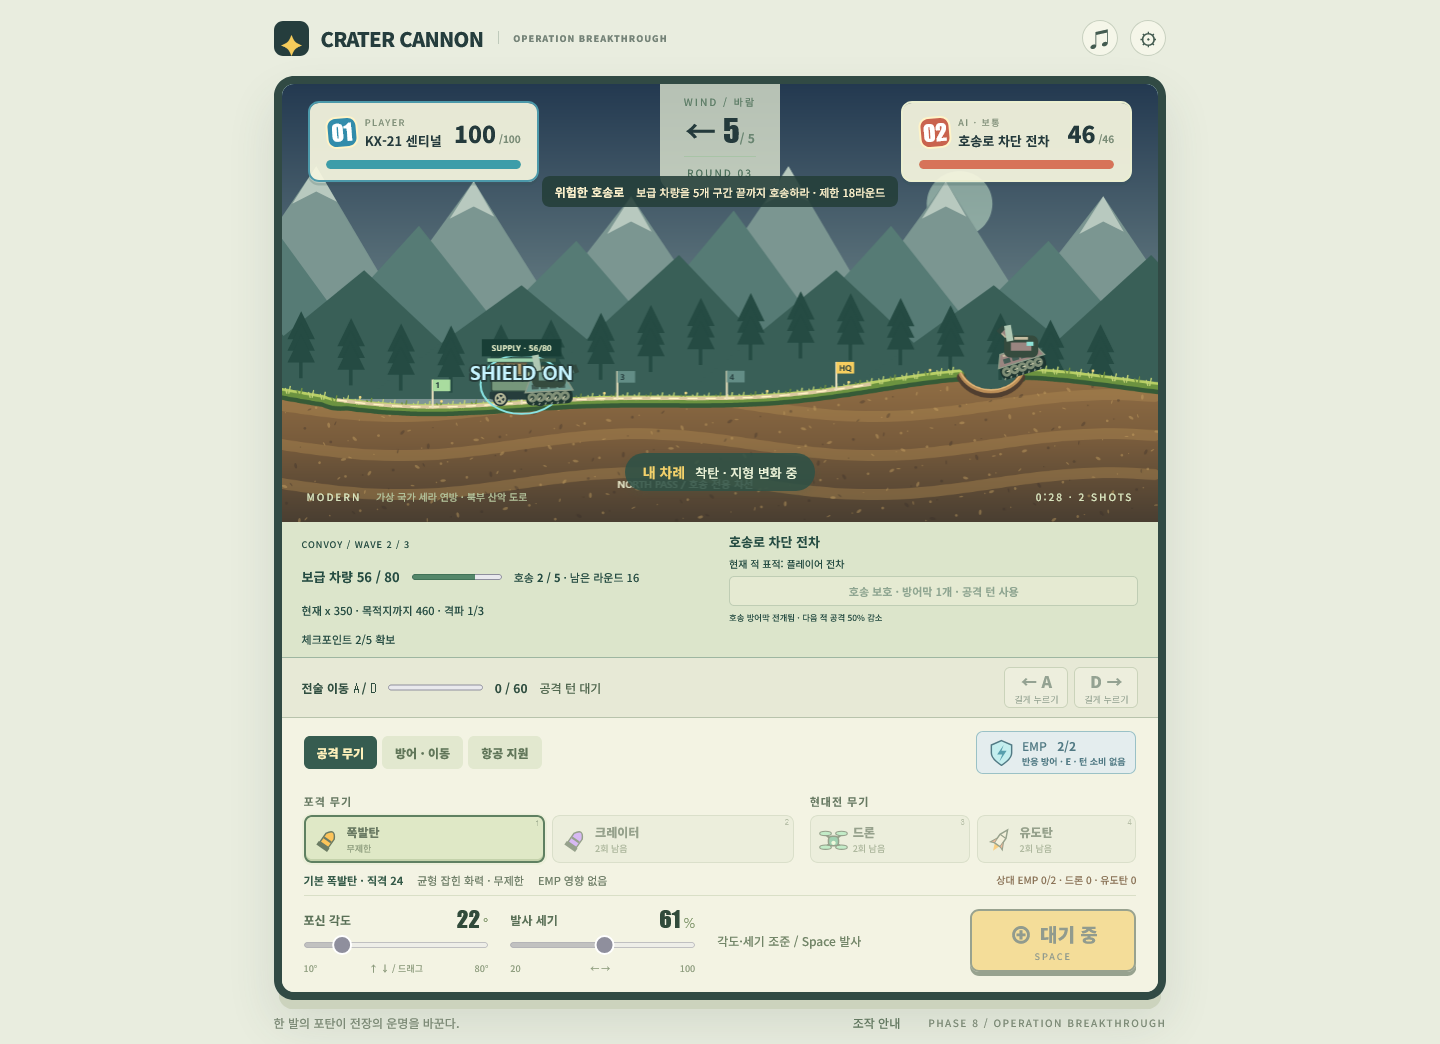 CRATER CANNON
OPERATION BREAKTHROUGH
01
PLAYER
KX-21 센티널
100 /100
WIND / 바람
← 5 / 5
ROUND 03
02
AI · 보통
호송로 차단 전차
46 /46
위험한 호송로 보급 차량을 5개 구간 끝까지 호송하라 · 제한 18라운드
SUPPLY · 56/80
SHIELD ON
1
3
4
HQ
내 차례 착탄 · 지형 변화 중
NORTH PASS / 호송 전용 차선
MODERN 가상 국가 세라 연방 · 북부 산악 도로
0:28 · 2 SHOTS
CONVOY / WAVE 2 / 3
보급 차량 56 / 80
호송 2 / 5 · 남은 라운드 16
현재 x 350 · 목적지까지 460 · 격파 1/3
체크포인트 2/5 확보
호송로 차단 전차
현재 적 표적: 플레이어 전차
호송 보호 · 방어막 1개 · 공격 턴 사용
호송 방어막 전개됨 · 다음 적 공격 50% 감소
전술 이동 A / D
0 / 60 공격 턴 대기
← A
길게 누르기
D →
길게 누르기
공격 무기
방어 · 이동
항공 지원
EMP 2/2
반응 방어 · E · 턴 소비 없음
포격 무기
현대전 무기
폭발탄
무제한
1
크레이터
2회 남음
2
드론
2회 남음
3
유도탄
2회 남음
4
기본 폭발탄 · 직격 24 균형 잡힌 화력 · 무제한 EMP 영향 없음
상대 EMP 0/2 · 드론 0 · 유도탄 0
포신 각도 22 °
10° ↑ ↓ / 드래그 80°
발사 세기 61 %
20 ←→ 100
각도·세기 조준 / Space 발사
대기 중
SPACE
한 발의 포탄이 전장의 운명을 바꾼다.
조작 안내
PHASE 8 / OPERATION BREAKTHROUGH